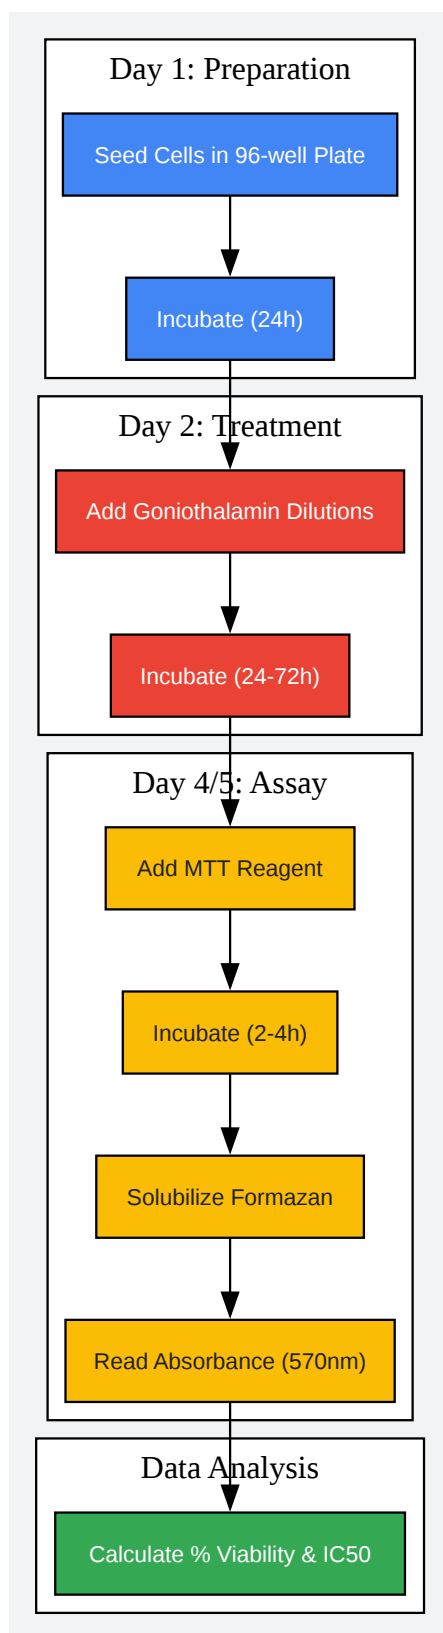 Day 1: Preparation
Seed Cells in 96-well Plate
Incubate (24h)
Day 2: Treatment
Add Goniothalamin Dilutions
Incubate (24-72h)
Day 4/5: Assay
Add MTT Reagent
Incubate (2-4h)
Solubilize Formazan
Read Absorbance (570nm)
Data Analysis
Calculate % Viability & IC50